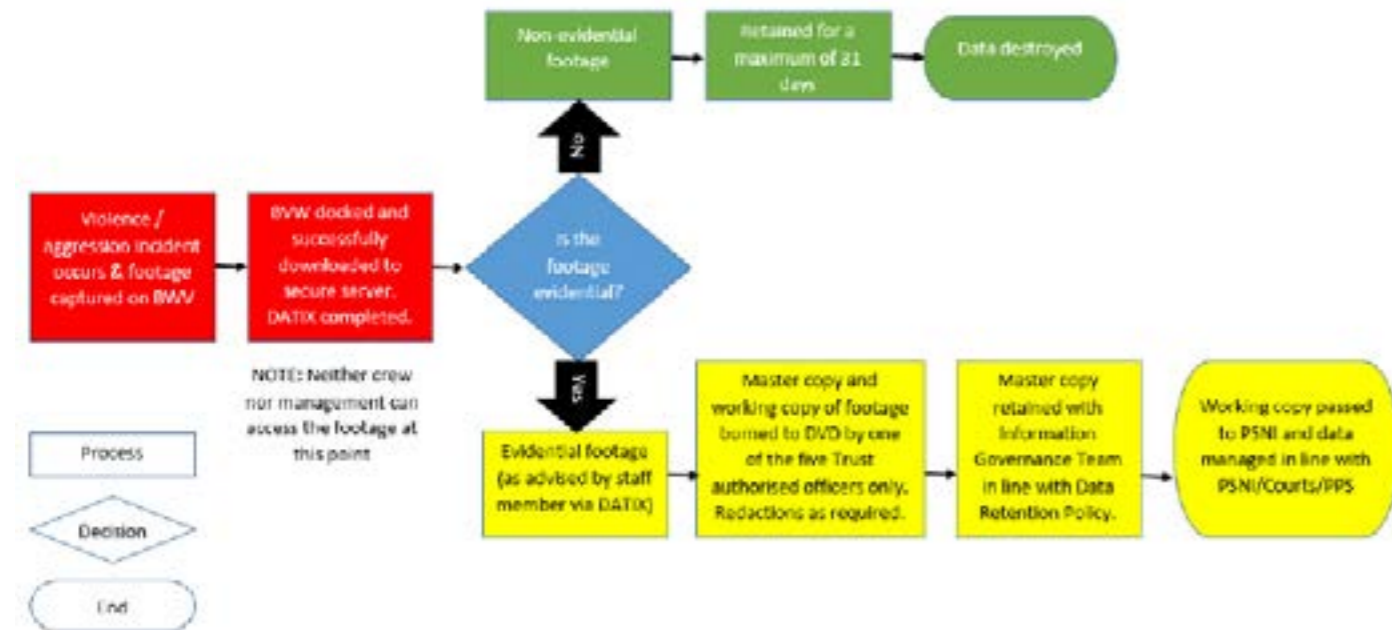 Non-evidential
footage
Retained for a
maximum of 31
days
Data destroyed
No
Violence /
aggression incident
occurs & footage
captured on BWV
BVW docked and
successfully
downloaded to
secure server.
DATIX completed.
Is the
footage
evidential?
NOTE: Neither crew
nor management can
access the footage at
this point
Yes
Evidential footage
(as advised by staff
member via DATIX)
Master copy and
working copy of footage
burned to DVD by one
of the five Trust
authorised officers only.
Redactions as required.
Master copy
retained with
Information
Governance Team
in line with Data
Retention Policy.
Working copy passed
to PSNI and data
managed in line with
PSNI/Courts/PPS
Process
Decision
End